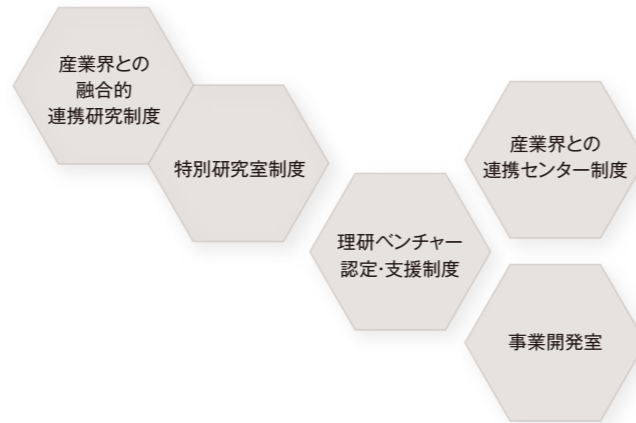 産業界との
融合的
連携研究制度
特別研究室制度
産業界との
連携センター制度
理研ベンチャー
認定･支援制度
事業開発室